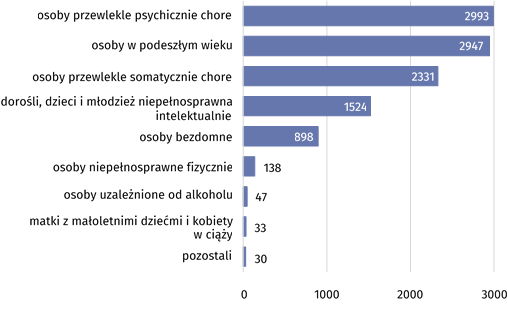 osoby przewlekle psychicznie chore 2993
osoby w podeszłym wieku 2947
osoby przewlekle somatycznie chore 2331
dorośli, dzieci i młodzież niepełnosprawna
intelektualnie 1524
osoby bezdomne 898
osoby niepełnosprawne fizycznie 138
osoby uzależnione od alkoholu 47
matki z małoletnimi dziećmi i kobiety
w ciąży 33
pozostali 30
0 1000 2000 3000